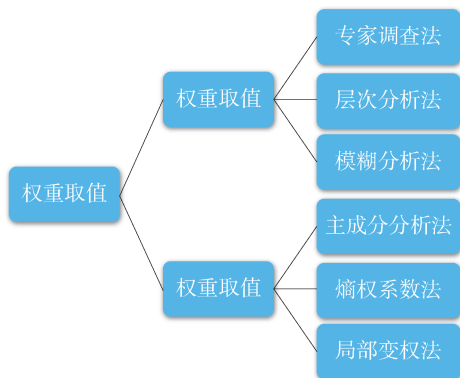 权重取值
权重取值
专家调查法
层次分析法
模糊分析法
权重取值
主成分分析法
熵权系数法
局部变权法